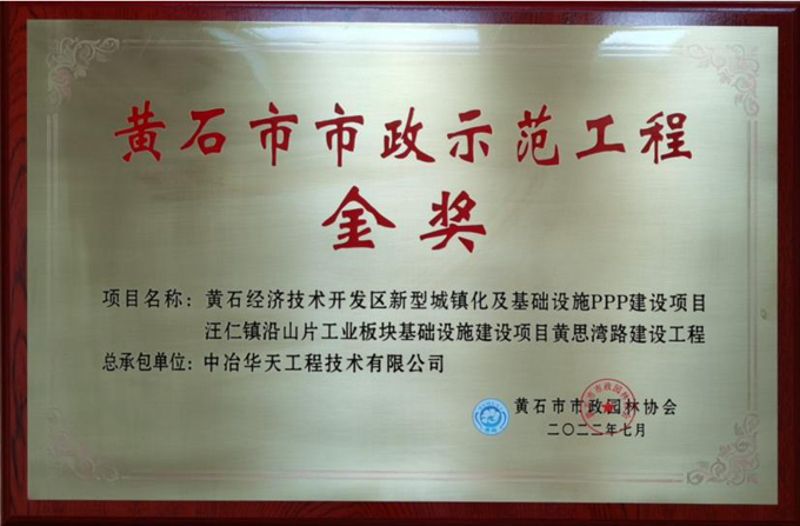 黄石市市政示范工程
金奖
项目名称：黄石经济技术开发区新型城镇化及基础设施PPP建设项目
汪仁镇沿山片工业板块基础设施建设项目黄思湾路建设工程
总承包单位：中冶华天工程技术有限公司
黄石市市政园林协会
二〇二二年七月